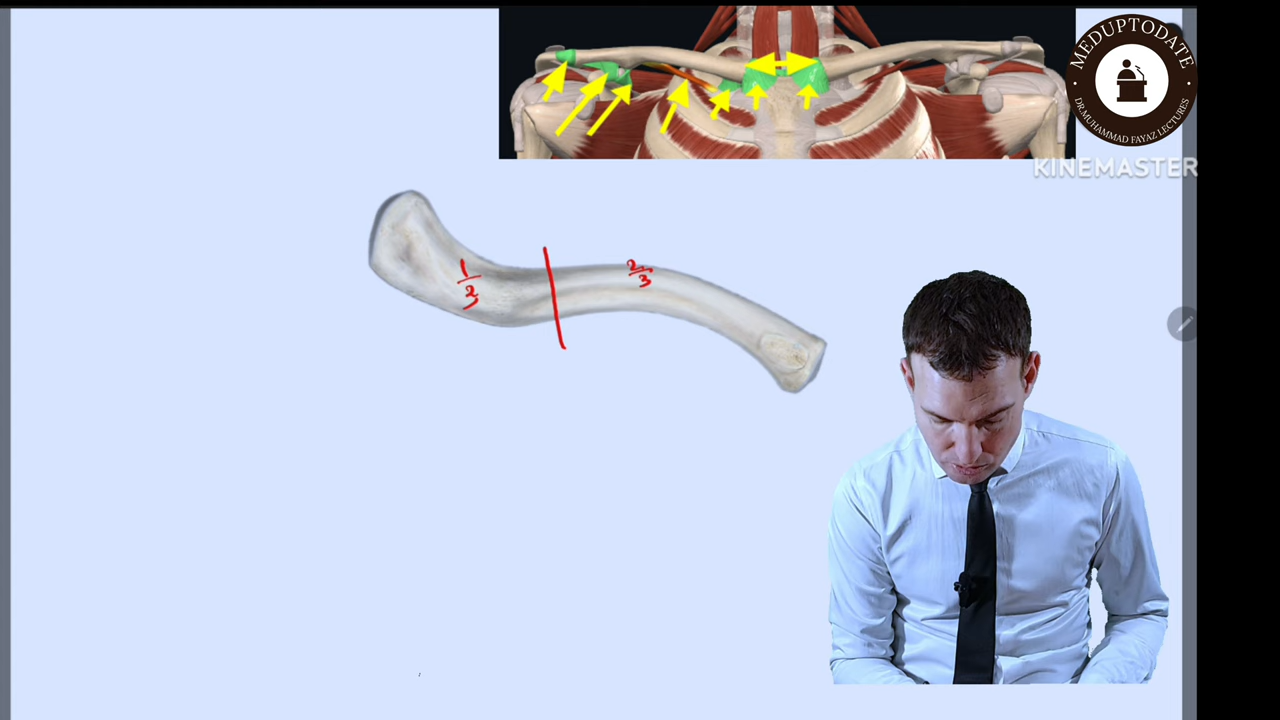 MEDUPTODATE
DR.MUHAMMAD FAYAZ LECTURES
KINEMASTER
1/3
2/3